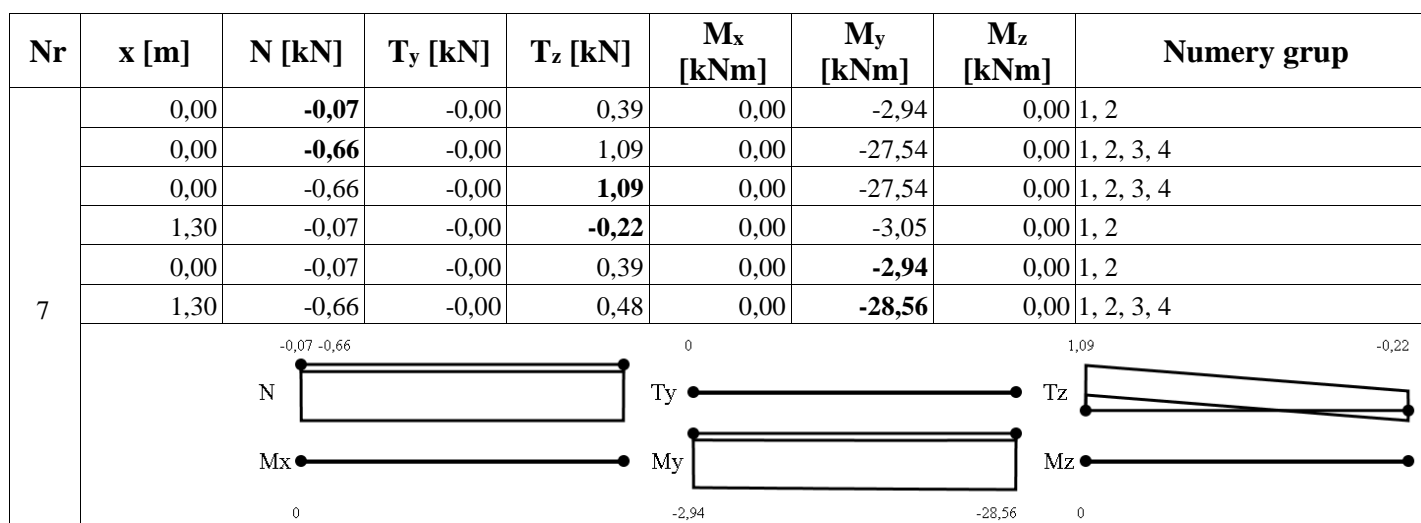 Nr x [m] N [kN] Ty [kN] Tz [kN] Mx [kNm] My [kNm] Mz [kNm] Numery grup
0,00 -0,07 -0,00 0,39 0,00 -2,94 0,00 1, 2
0,00 -0,66 -0,00 1,09 0,00 -27,54 0,00 1, 2, 3, 4
0,00 -0,66 -0,00 1,09 0,00 -27,54 0,00 1, 2, 3, 4
1,30 -0,07 -0,00 -0,22 0,00 -3,05 0,00 1, 2
0,00 -0,07 -0,00 0,39 0,00 -2,94 0,00 1, 2
7 1,30 -0,66 -0,00 0,48 0,00 -28,56 0,00 1, 2, 3, 4
-0,07 -0,66 0 1,09 -0,22
N Ty Tz
Mx My Mz
0 -2,94 -28,56 0